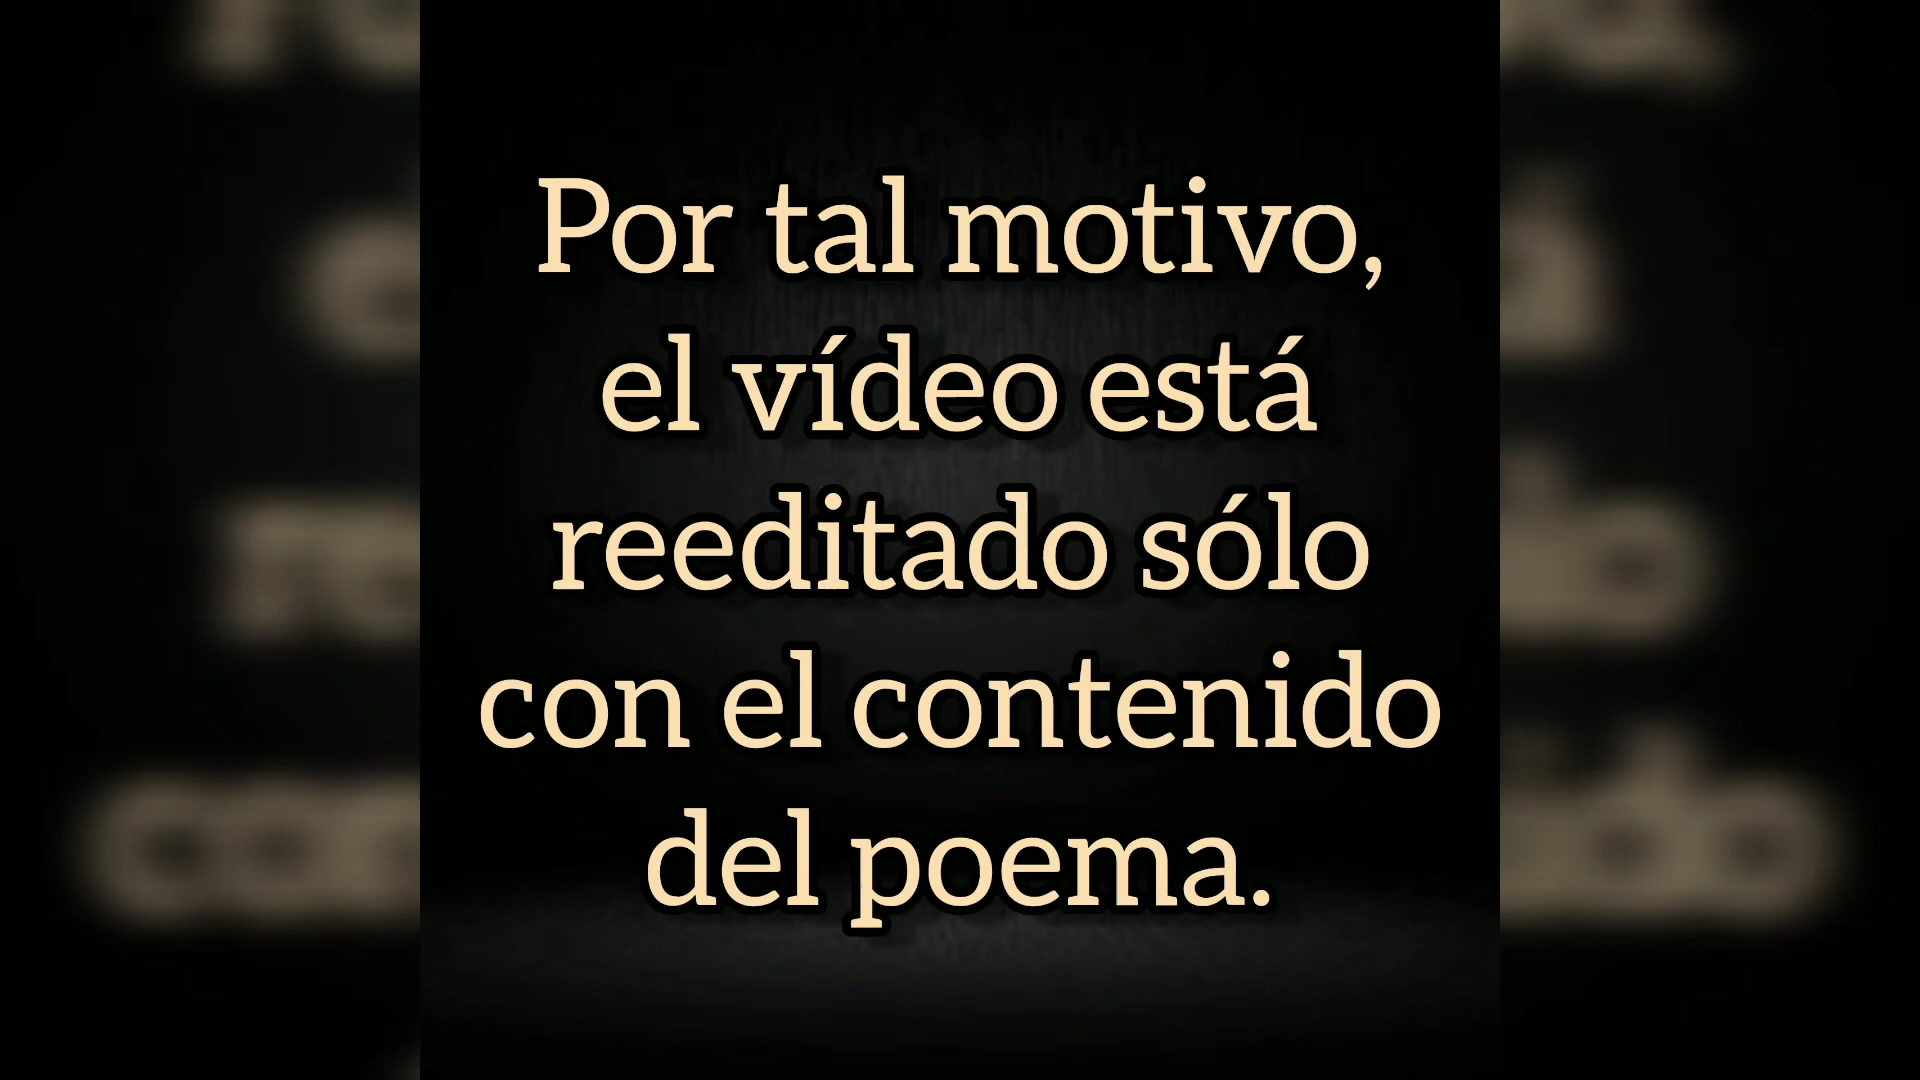 Por tal motivo,
el vídeo está
reeditado sólo
con el contenido
del poema.